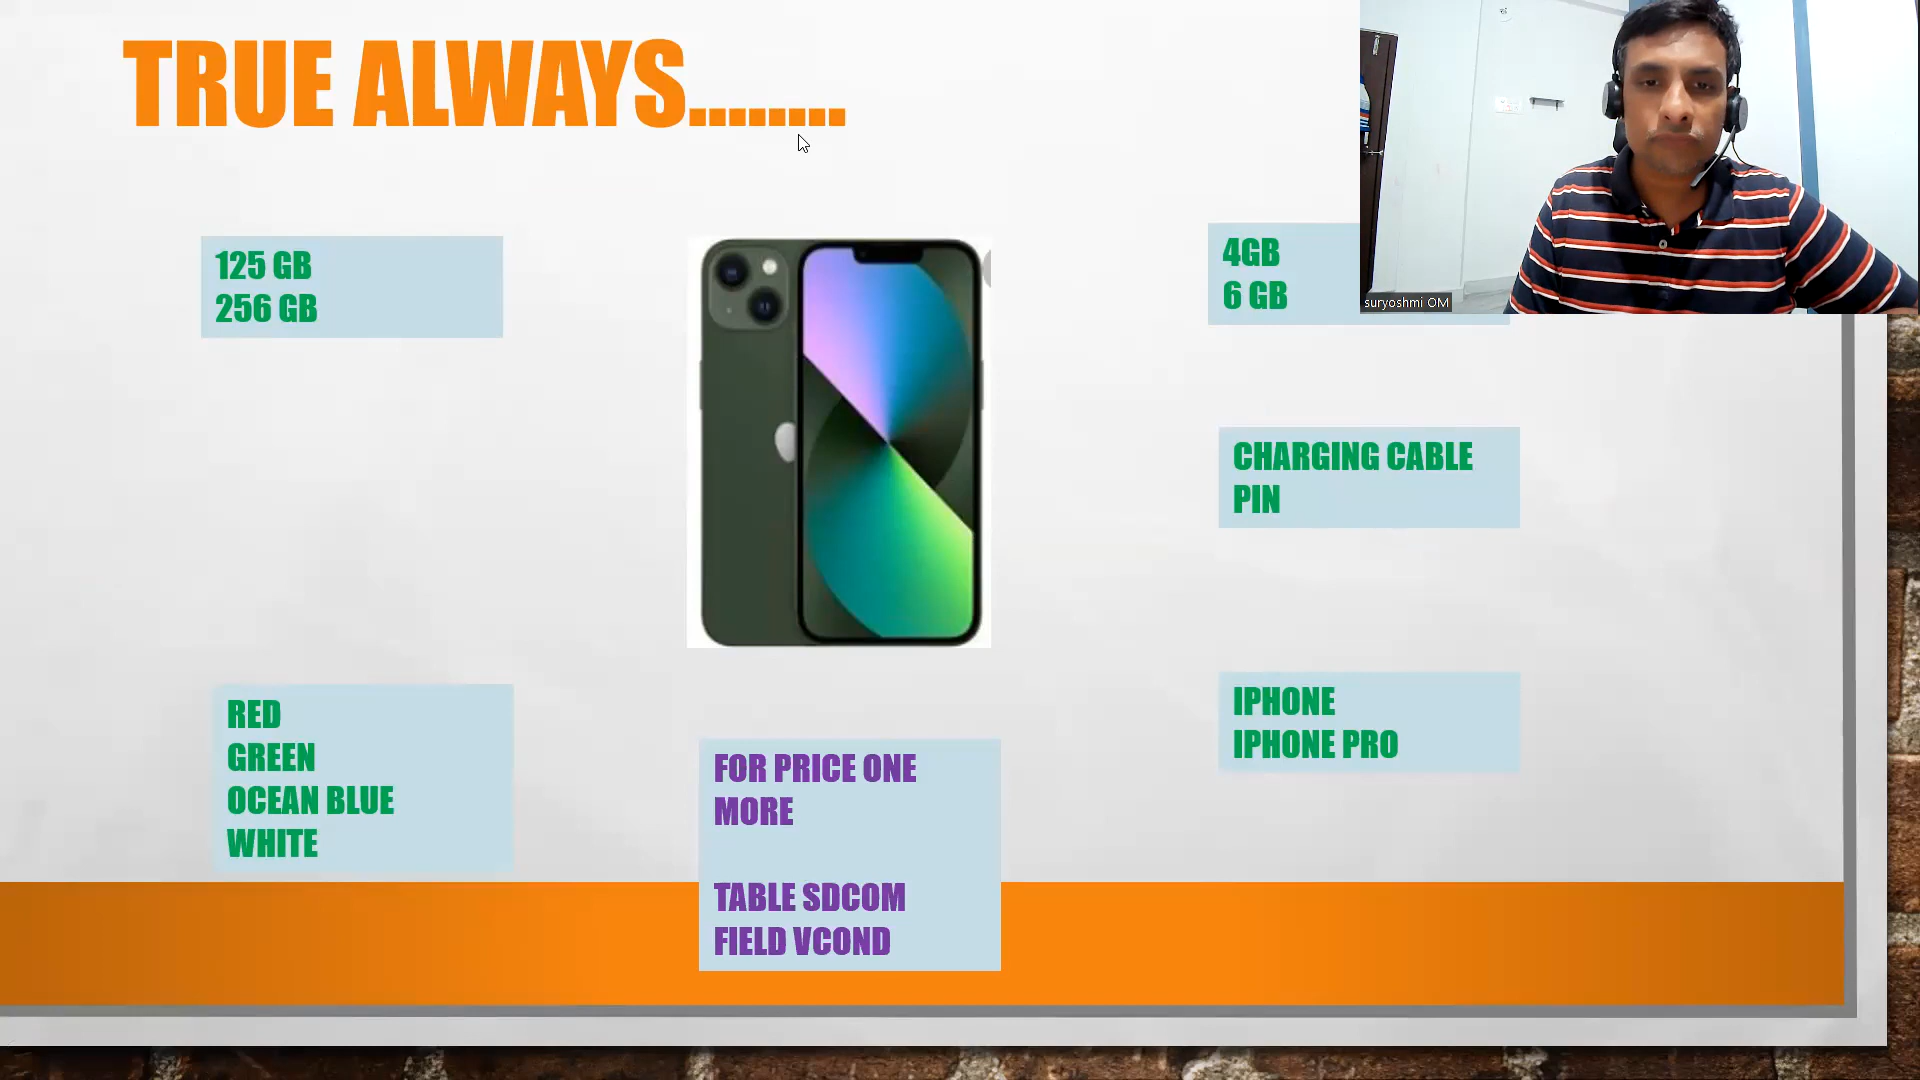 TRUE ALWAYS........
125 GB
256 GB
4GB
6 GB
suryoshmi OM
CHARGING CABLE
PIN
RED
GREEN
OCEAN BLUE
WHITE
FOR PRICE ONE
MORE
TABLE SDCOM
FIELD VCOND
IPHONE
IPHONE PRO